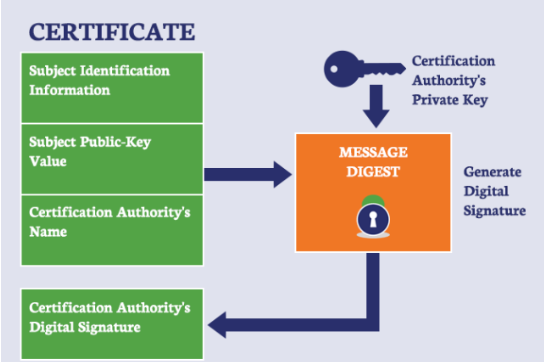 CERTIFICATE
Subject Identification
Information
Subject Public-Key
Value
Certification Authority's
Name
Certification Authority's
Digital Signature
Certification
Authority's
Private Key
MESSAGE
DIGEST
Generate
Digital
Signature